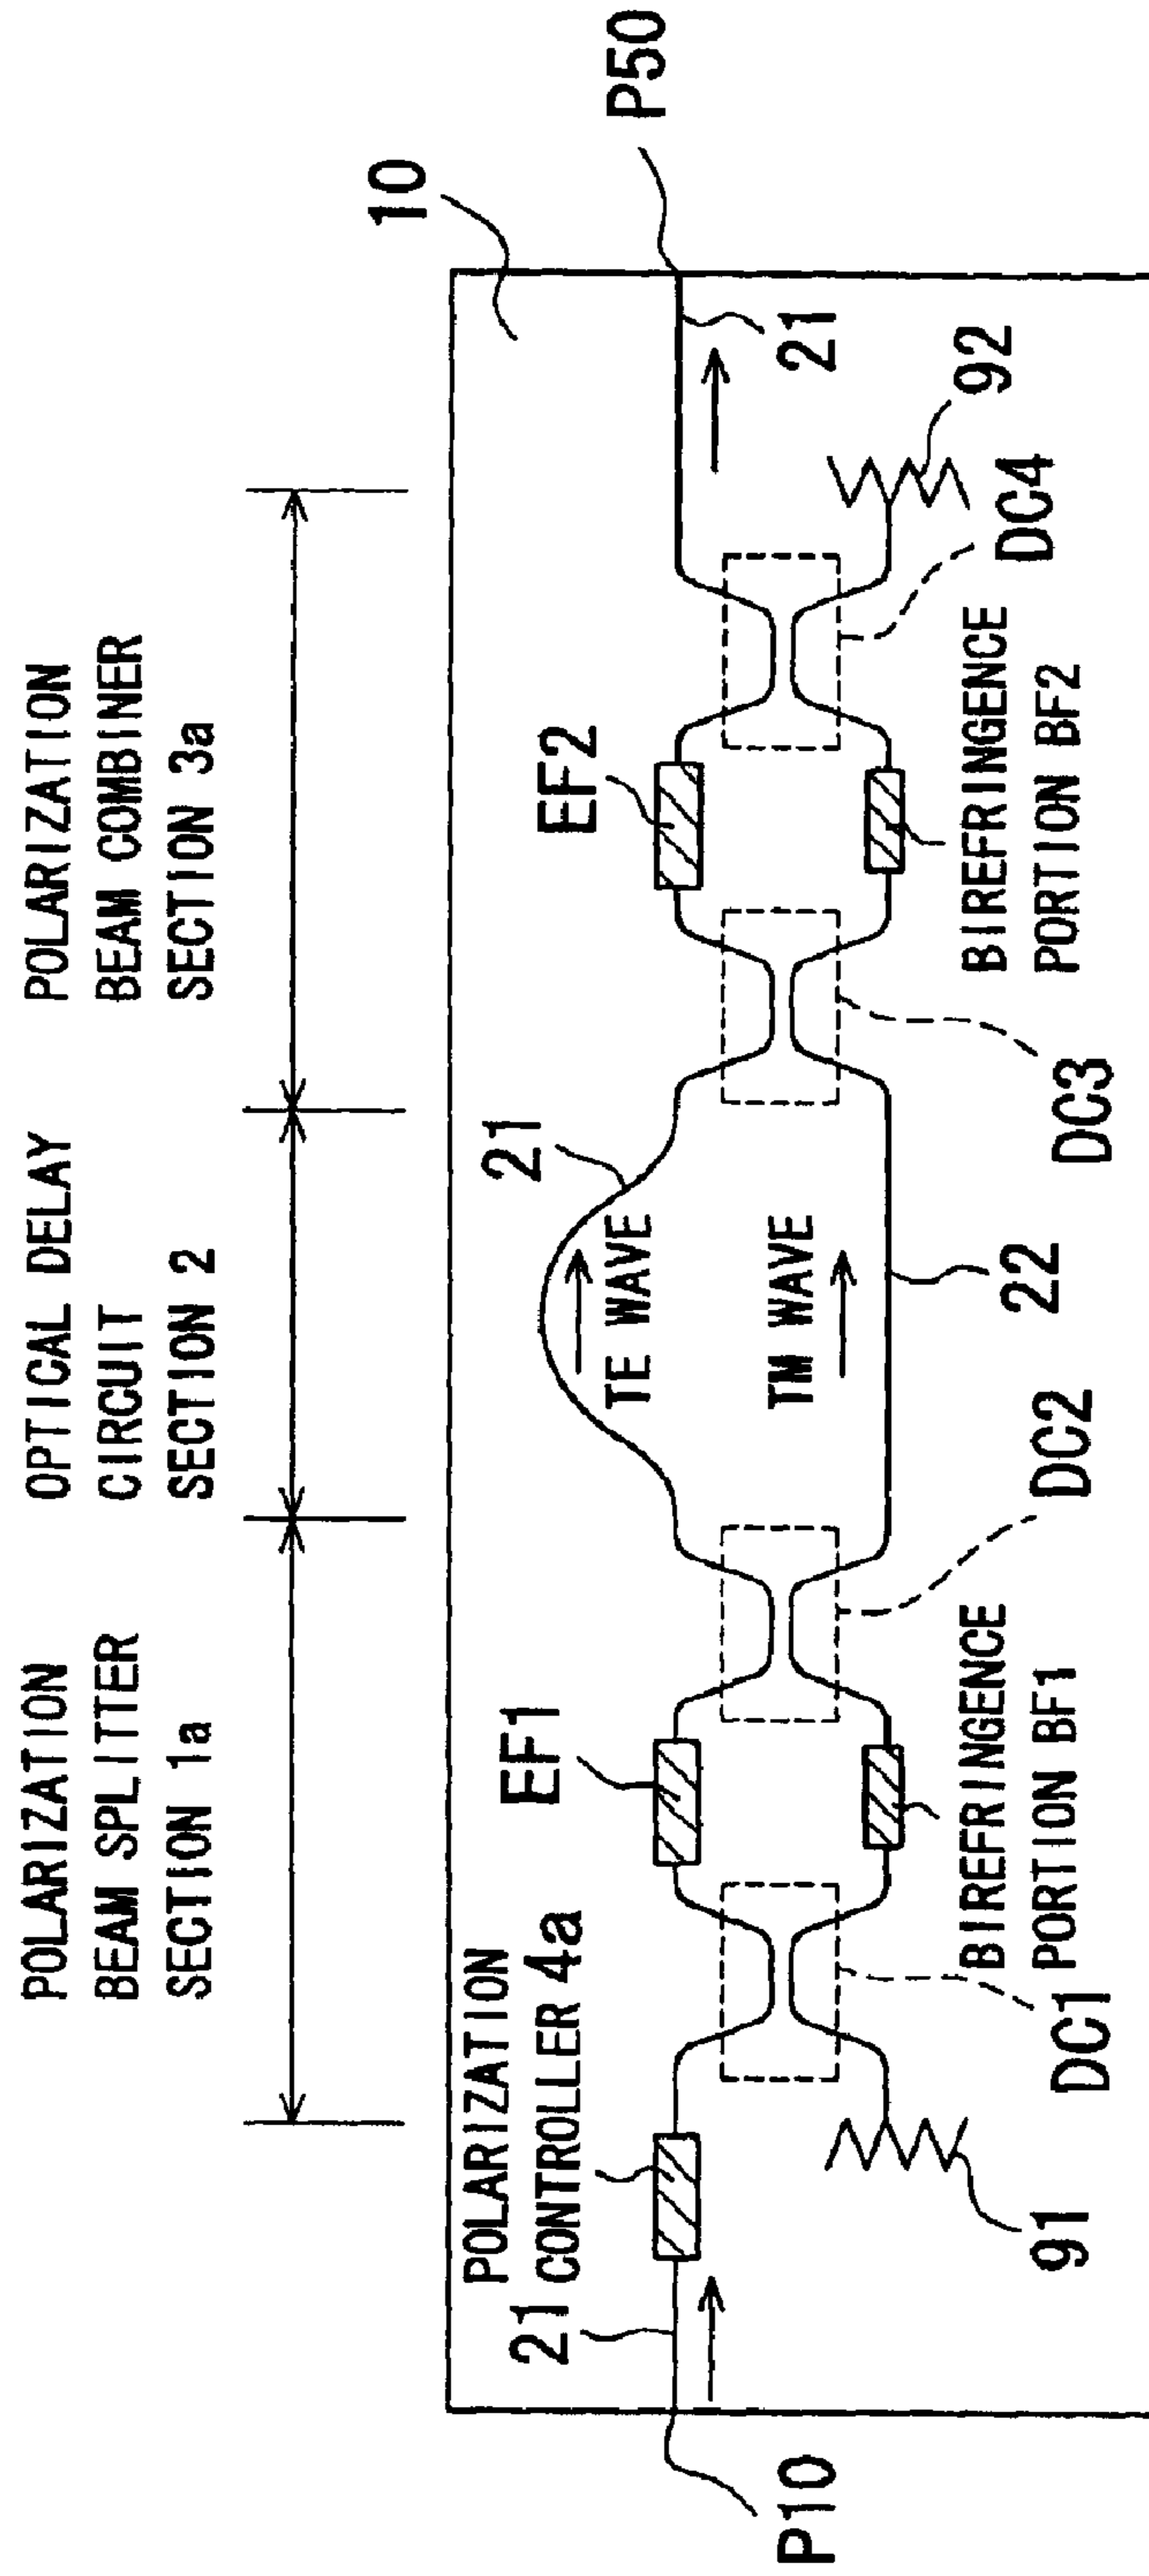 POLARIZATION
BEAM SPLITTER
SECTION 1a
OPTICAL DELAY
CIRCUIT
SECTION 2
POLARIZATION
BEAM COMBINER
SECTION 3a
10
P50
POLARIZATION
CONTROLLER 4a
21
EF1
21
EF2
TE WAVE
TM WAVE
21
P10
91
DC1
BIREFRINGENCE
PORTION BF1
DC2
22
DC3
BIREFRINGENCE
PORTION BF2
DC4
92